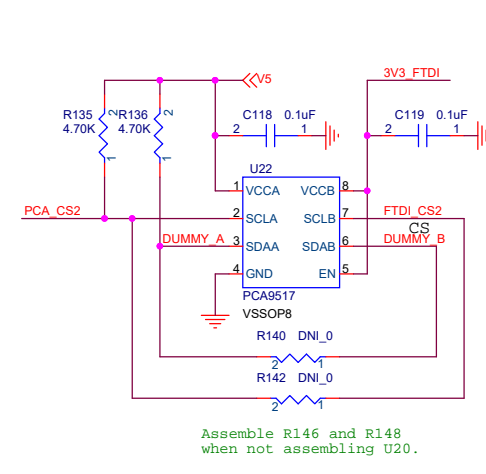 V5
3V3_FTDI
R135
4.70K
2
1
R136
4.70K
2
1
C118
0.1uF
2
1
C119
0.1uF
2
1
U22
1
VCCA
VCCB
8
PCA_CS2
2
SCLA
SCLB
7
FTDI_CS2
CS
DUMMY_A
3
SDAA
SDAB
6
DUMMY_B
4
GND
EN
5
PCA9517
VSSOP8
R140
DNI_0
2
1
R142
DNI_0
2
1
Assemble R146 and R148
when not assembling U20.